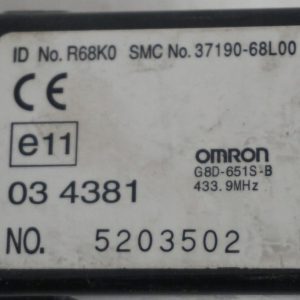 ID No. R68K0 SMC No. 37190-68L00
CE
e11
OMRON
G8D-651S-B
433.9MHz
03 4381
NO. 5203502